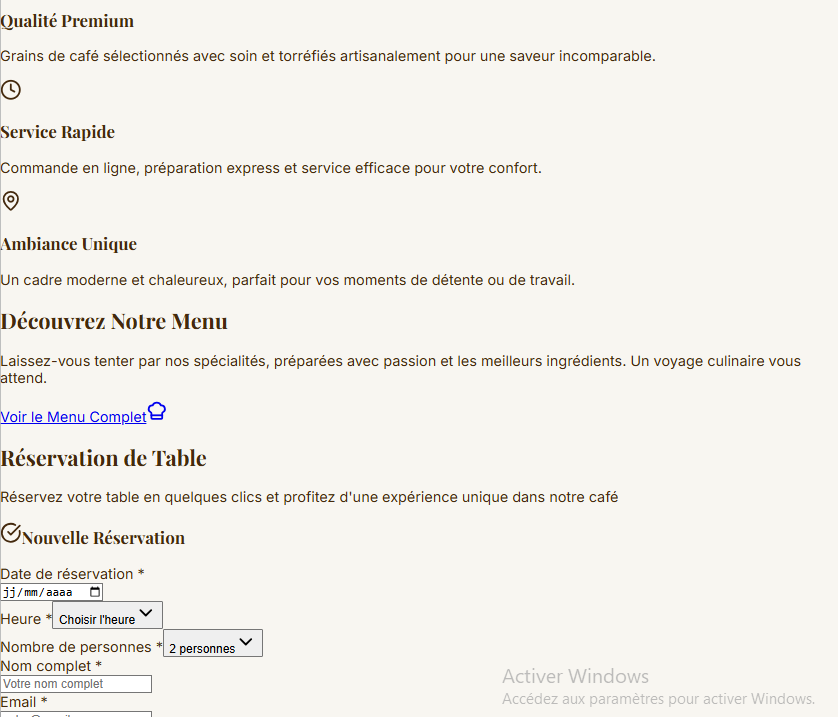 Qualité Premium
Grains de café sélectionnés avec soin et torréfiés artisanalement pour une saveur incomparable.
Service Rapide
Commande en ligne, préparation express et service efficace pour votre confort.
Ambiance Unique
Un cadre moderne et chaleureux, parfait pour vos moments de détente ou de travail.
Découvrez Notre Menu
Laissez-vous tenter par nos spécialités, préparées avec passion et les meilleurs ingrédients. Un voyage culinaire vous
attend.
Voir le Menu Complet
Réservation de Table
Réservez votre table en quelques clics et profitez d'une expérience unique dans notre café
Nouvelle Réservation
Date de réservation *
jj/mm/aaaa
Heure * Choisir l'heure
Nombre de personnes * 2 personnes
Nom complet *
Votre nom complet
Email *
Activer Windows
Accédez aux paramètres pour activer Windows.